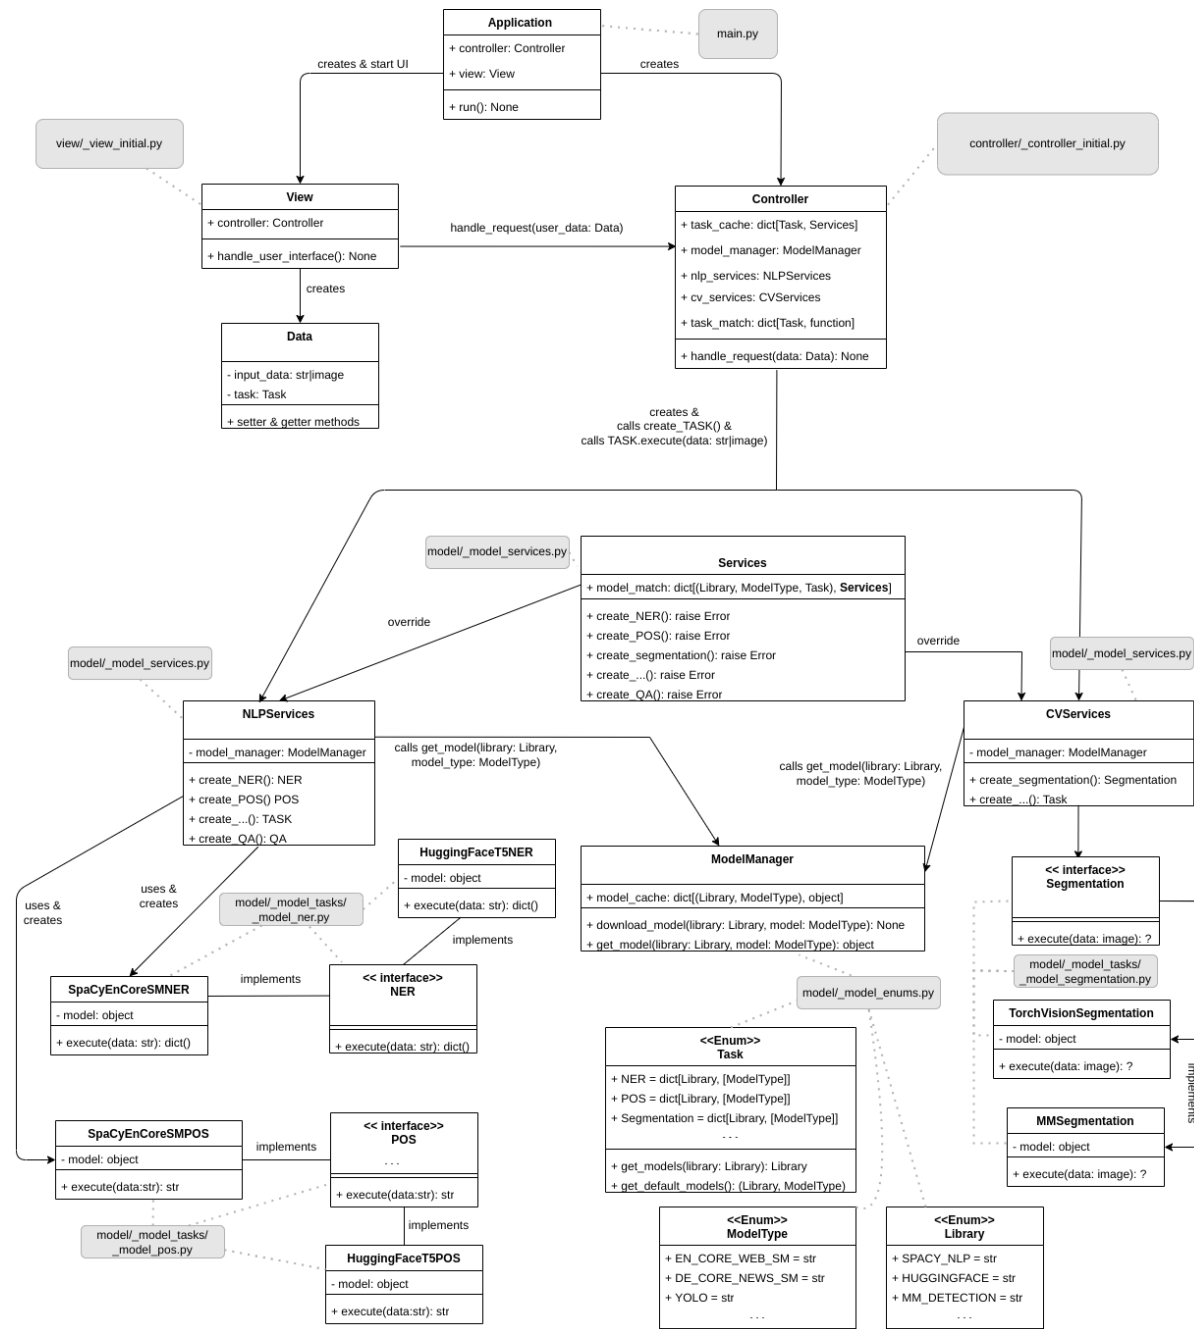 Application
+ controller: Controller
+ view: View
+ run(): None
main.py
creates & start UI
creates
view/_view_initial.py
controller/_controller_initial.py
View
+ controller: Controller
+ handle_user_interface(): None
handle_request(user_data: Data)
Controller
+ task_cache: dict[Task, Services]
+ model_manager: ModelManager
+ nlp_services: NLPServices
+ cv_services: CVServices
+ task_match: dict[Task, function]
+ handle_request(data: Data): None
creates
Data
- input_data: str|image
- task: Task
+ setter & getter methods
creates &
calls create_TASK() &
calls TASK.execute(data: str|image)
model/_model_services.py
Services
+ model_match: dict[(Library, ModelType, Task), Services]
+ create_NER(): raise Error
+ create_POS(): raise Error
+ create_segmentation(): raise Error
+ create_...(): raise Error
+ create_QA(): raise Error
override
override
model/_model_services.py
model/_model_services.py
NLPServices
- model_manager: ModelManager
+ create_NER(): NER
+ create_POS() POS
+ create_...(): TASK
+ create_QA(): QA
calls get_model(library: Library,
model_type: ModelType)
calls get_model(library: Library,
model_type: ModelType)
CVServices
- model_manager: ModelManager
+ create_segmentation(): Segmentation
+ create_...(): Task
HuggingFaceT5NER
- model: object
+ execute(data: str): dict()
ModelManager
+ model_cache: dict[(Library, ModelType), object]
+ download_model(library: Library, model: ModelType): None
+ get_model(library: Library, model: ModelType): object
<< interface>>
Segmentation
+ execute(data: image): ?
uses &
creates
uses &
creates
model/_model_tasks/
_model_ner.py
implements
model/_model_tasks/
_model_segmentation.py
SpaCyEnCoreSMNER
- model: object
+ execute(data: str): dict()
implements
<< interface>>
NER
+ execute(data: str): dict()
model/_model_enums.py
TorchVisionSegmentation
- model: object
+ execute(data: image): ?
<<Enum>>
Task
+ NER = dict[Library, [ModelType]]
+ POS = dict[Library, [ModelType]]
+ Segmentation = dict[Library, [ModelType]]
. . .
+ get_models(library: Library): Library
+ get_default_models(): (Library, ModelType)
implements
MMSegmentation
- model: object
+ execute(data: image): ?
SpaCyEnCoreSMPOS
- model: object
+ execute(data:str): str
implements
<< interface>>
POS
. . .
+ execute(data:str): str
model/_model_tasks/
_model_pos.py
implements
HuggingFaceT5POS
- model: object
+ execute(data:str): str
<<Enum>>
ModelType
+ EN_CORE_WEB_SM = str
+ DE_CORE_NEWS_SM = str
+ YOLO = str
. . .
<<Enum>>
Library
+ SPACY_NLP = str
+ HUGGINGFACE = str
+ MM_DETECTION = str
. . .